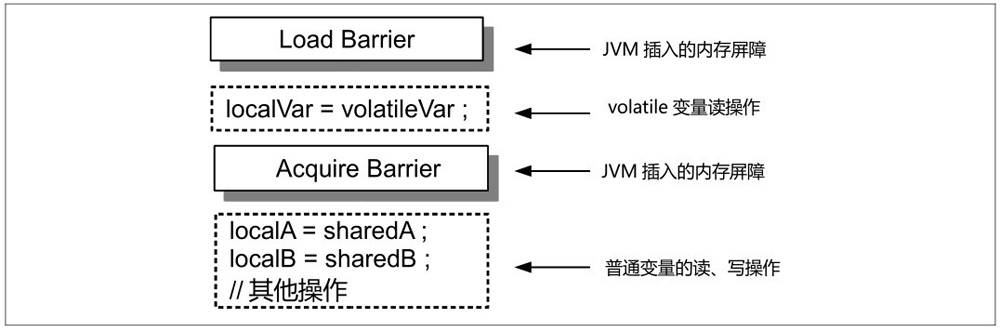 Load Barrier
JVM 插入的内存屏障
localVar = volatileVar ;
volatile 变量读操作
Acquire Barrier
JVM 插入的内存屏障
localA = sharedA ;
localB = sharedB ;
// 其他操作
普通变量的读、写操作